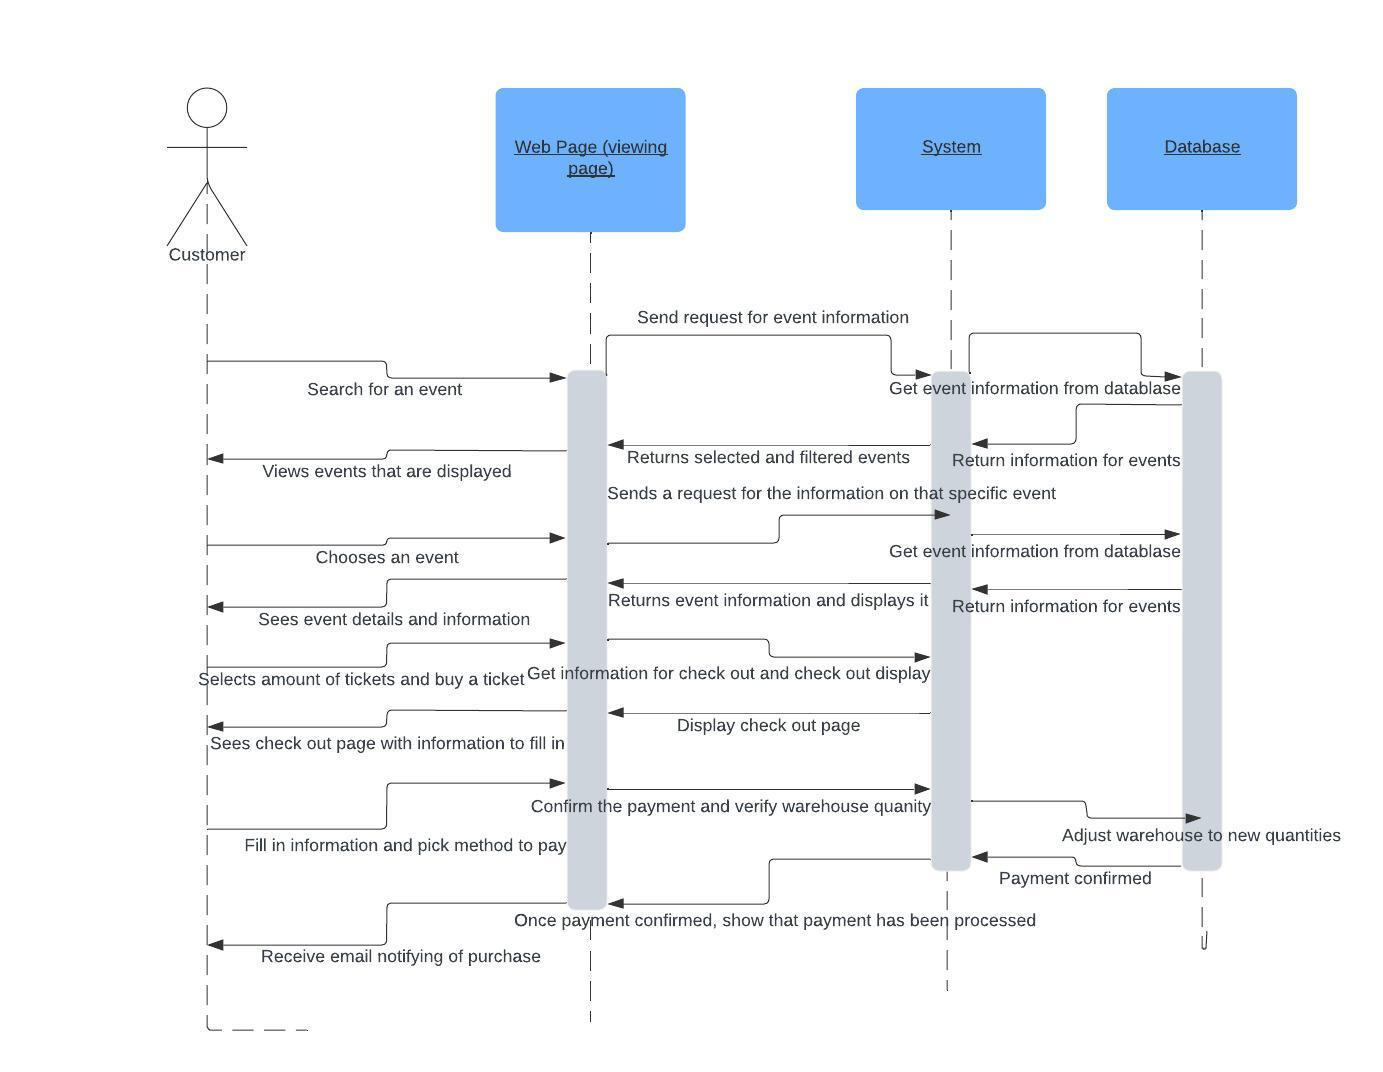 Web Page (viewing
page)
System
Database
Customer
Send request for event information
Search for an event
Get event information from datablase
Returns selected and filtered events
Return information for events
Views events that are displayed
Sends a request for the information on that specific event
Chooses an event
Get event information from datablase
Returns event information and displays it
Return information for events
Sees event details and information
Selects amount of tickets and buy a ticket
Get information for check out and check out display
Display check out page
Sees check out page with information to fill in
Confirm the payment and verify warehouse quanity
Adjust warehouse to new quantities
Fill in information and pick method to pay
Payment confirmed
Once payment confirmed, show that payment has been processed
Receive email notifying of purchase